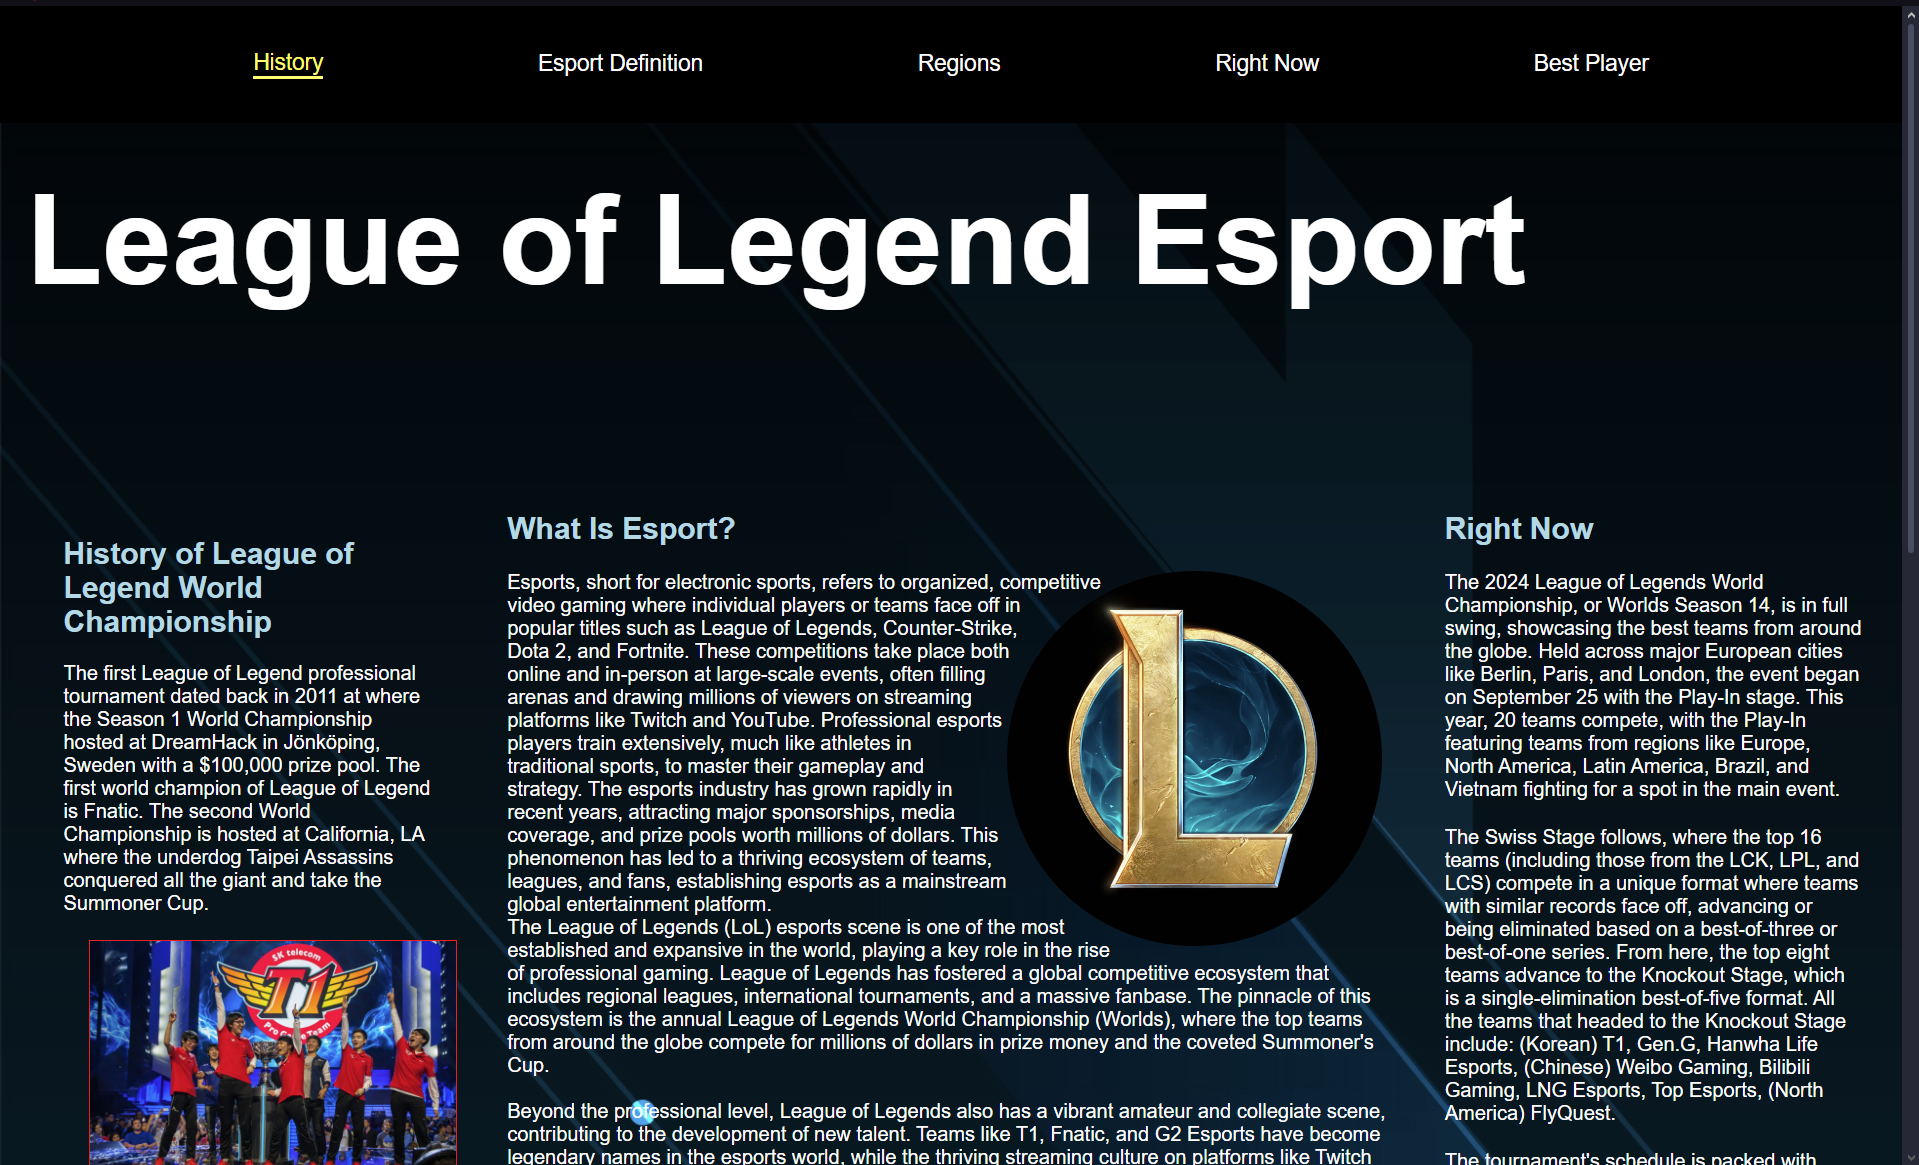 History
Esport Definition
Regions
Right Now
Best Player
League of Legend Esport
History of League of
Legend World
Championship
The first League of Legend professional
tournament dated back in 2011 at where
the Season 1 World Championship
hosted at DreamHack in Jönköping,
Sweden with a $100,000 prize pool. The
first world champion of League of Legend
is Fnatic. The second World
Championship is hosted at California, LA
where the underdog Taipei Assassins
conquered all the giant and take the
Summoner Cup.
SK telecom
T1
Pro Game Team
What Is Esport?
Esports, short for electronic sports, refers to organized, competitive
video gaming where individual players or teams face off in
popular titles such as League of Legends, Counter-Strike,
Dota 2, and Fortnite. These competitions take place both
online and in-person at large-scale events, often filling
arenas and drawing millions of viewers on streaming
platforms like Twitch and YouTube. Professional esports
players train extensively, much like athletes in
traditional sports, to master their gameplay and
strategy. The esports industry has grown rapidly in
recent years, attracting major sponsorships, media
coverage, and prize pools worth millions of dollars. This
phenomenon has led to a thriving ecosystem of teams,
leagues, and fans, establishing esports as a mainstream
global entertainment platform.
The League of Legends (LoL) esports scene is one of the most
established and expansive in the world, playing a key role in the rise
of professional gaming. League of Legends has fostered a global competitive ecosystem that
includes regional leagues, international tournaments, and a massive fanbase. The pinnacle of this
ecosystem is the annual League of Legends World Championship (Worlds), where the top teams
from around the globe compete for millions of dollars in prize money and the coveted Summoner's
Cup.
Beyond the professional level, League of Legends also has a vibrant amateur and collegiate scene,
contributing to the development of new talent. Teams like T1, Fnatic, and G2 Esports have become
legendary names in the esports world, while the thriving streaming culture on platforms like Twitch
L
Right Now
The 2024 League of Legends World
Championship, or Worlds Season 14, is in full
swing, showcasing the best teams from around
the globe. Held across major European cities
like Berlin, Paris, and London, the event began
on September 25 with the Play-In stage. This
year, 20 teams compete, with the Play-In
featuring teams from regions like Europe,
North America, Latin America, Brazil, and
Vietnam fighting for a spot in the main event.
The Swiss Stage follows, where the top 16
teams (including those from the LCK, LPL, and
LCS) compete in a unique format where teams
with similar records face off, advancing or
being eliminated based on a best-of-three or
best-of-one series. From here, the top eight
teams advance to the Knockout Stage, which
is a single-elimination best-of-five format. All
the teams that headed to the Knockout Stage
include: (Korean) T1, Gen.G, Hanwha Life
Esports, (Chinese) Weibo Gaming, Bilibili
Gaming, LNG Esports, Top Esports, (North
America) FlyQuest.
The tournament's schedule is packed with